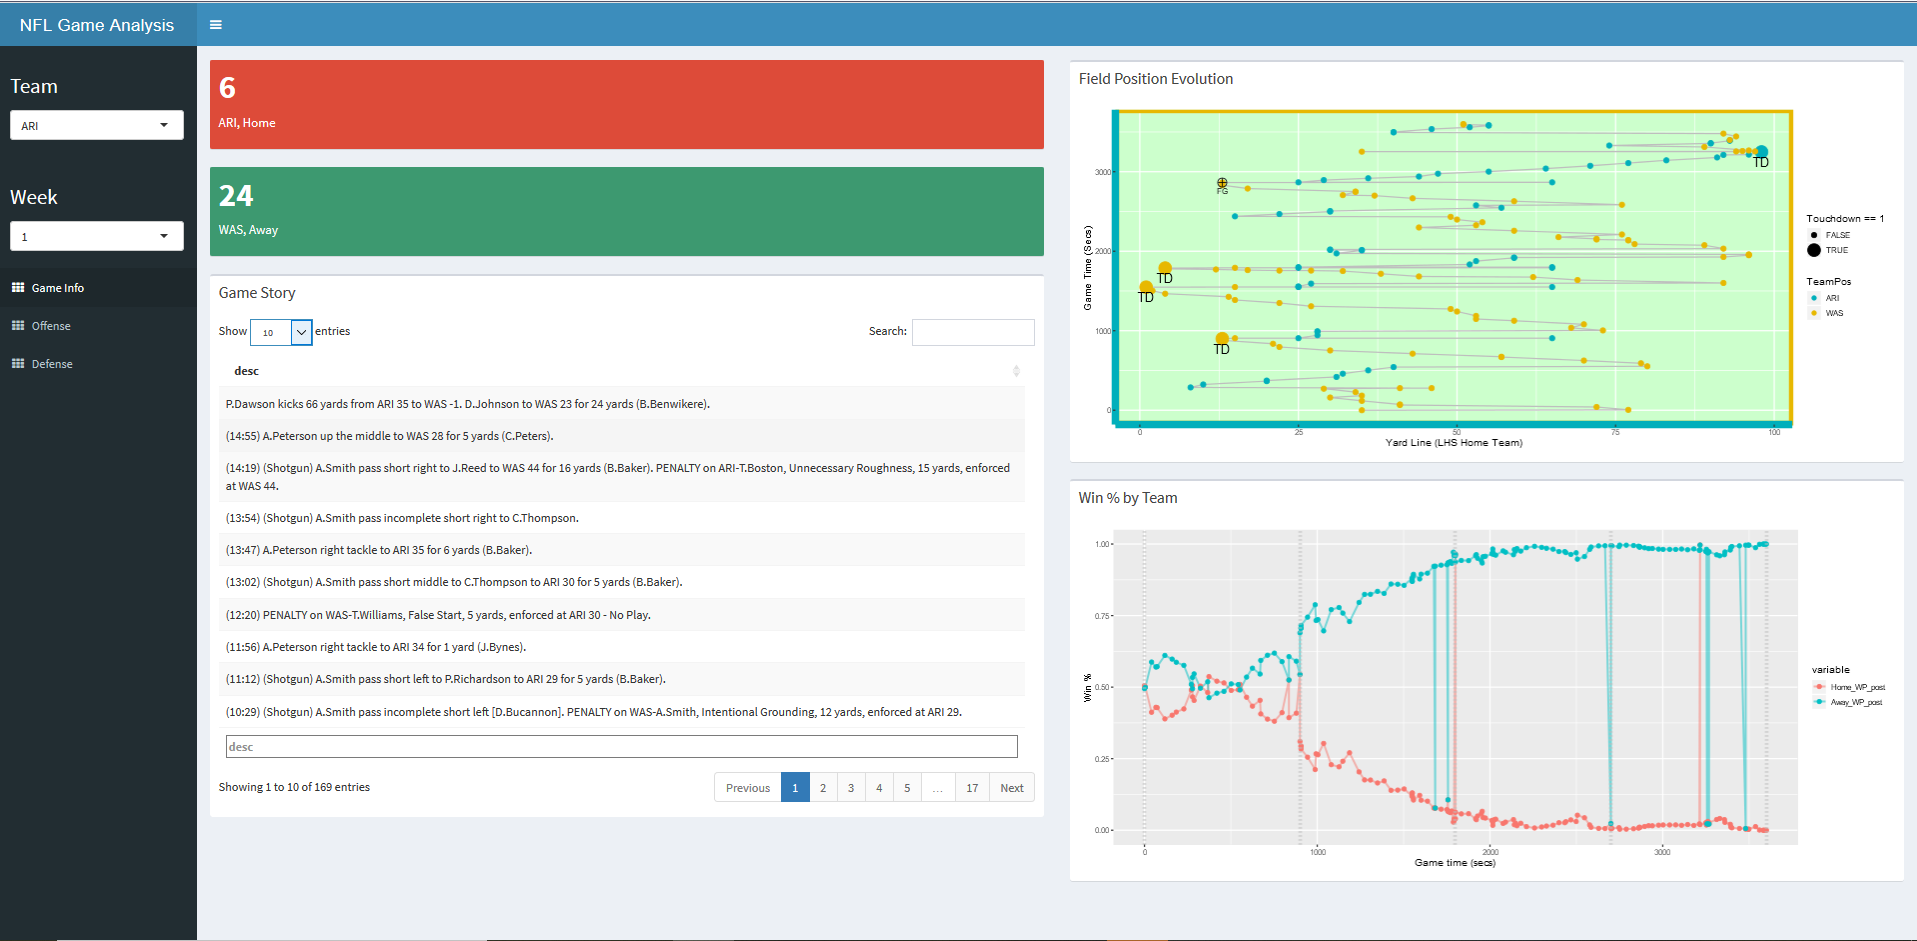 NFL Game Analysis
Team
ARI
Week
1
Game Info
Offense
Defense
6
ARI, Home
24
WAS, Away
Game Story
Show 10 entries
Search:
desc
P.Dawson kicks 66 yards from ARI 35 to WAS -1. D.Johnson to WAS 23 for 24 yards (B.Benwikere).
(14:55) A.Peterson up the middle to WAS 28 for 5 yards (C.Peters).
(14:19) (Shotgun) A.Smith pass short right to J.Reed to WAS 44 for 16 yards (B.Baker). PENALTY on ARI-T.Boston, Unnecessary Roughness, 15 yards, enforced
at WAS 44.
(13:54) (Shotgun) A.Smith pass incomplete short right to C.Thompson.
(13:47) A.Peterson right tackle to ARI 35 for 6 yards (B.Baker).
(13:02) (Shotgun) A.Smith pass short middle to C.Thompson to ARI 30 for 5 yards (B.Baker).
(12:20) PENALTY on WAS-T.Williams, False Start, 5 yards, enforced at ARI 30 - No Play.
(11:56) A.Peterson right tackle to ARI 34 for 1 yard (J.Bynes).
(11:12) (Shotgun) A.Smith pass short left to P.Richardson to ARI 29 for 5 yards (B.Baker).
(10:29) (Shotgun) A.Smith pass incomplete short left [D.Bucannon]. PENALTY on WAS-A.Smith, Intentional Grounding, 12 yards, enforced at ARI 29.
desc
Showing 1 to 10 of 169 entries
Previous 1 2 3 4 5 … 17 Next
Field Position Evolution
Game Time (Secs)
3000
2000
1000
0
TD
FG
TD
TD
TD
0 25 50 75 100
Yard Line (LHS Home Team)
Touchdown == 1
FALSE
TRUE
TeamPos
ARI
WAS
Win % by Team
Win %
1.00
0.75
0.50
0.25
0.00
0 1000 2000 3000
Game time (secs)
variable
Home_WP_post
Away_WP_post